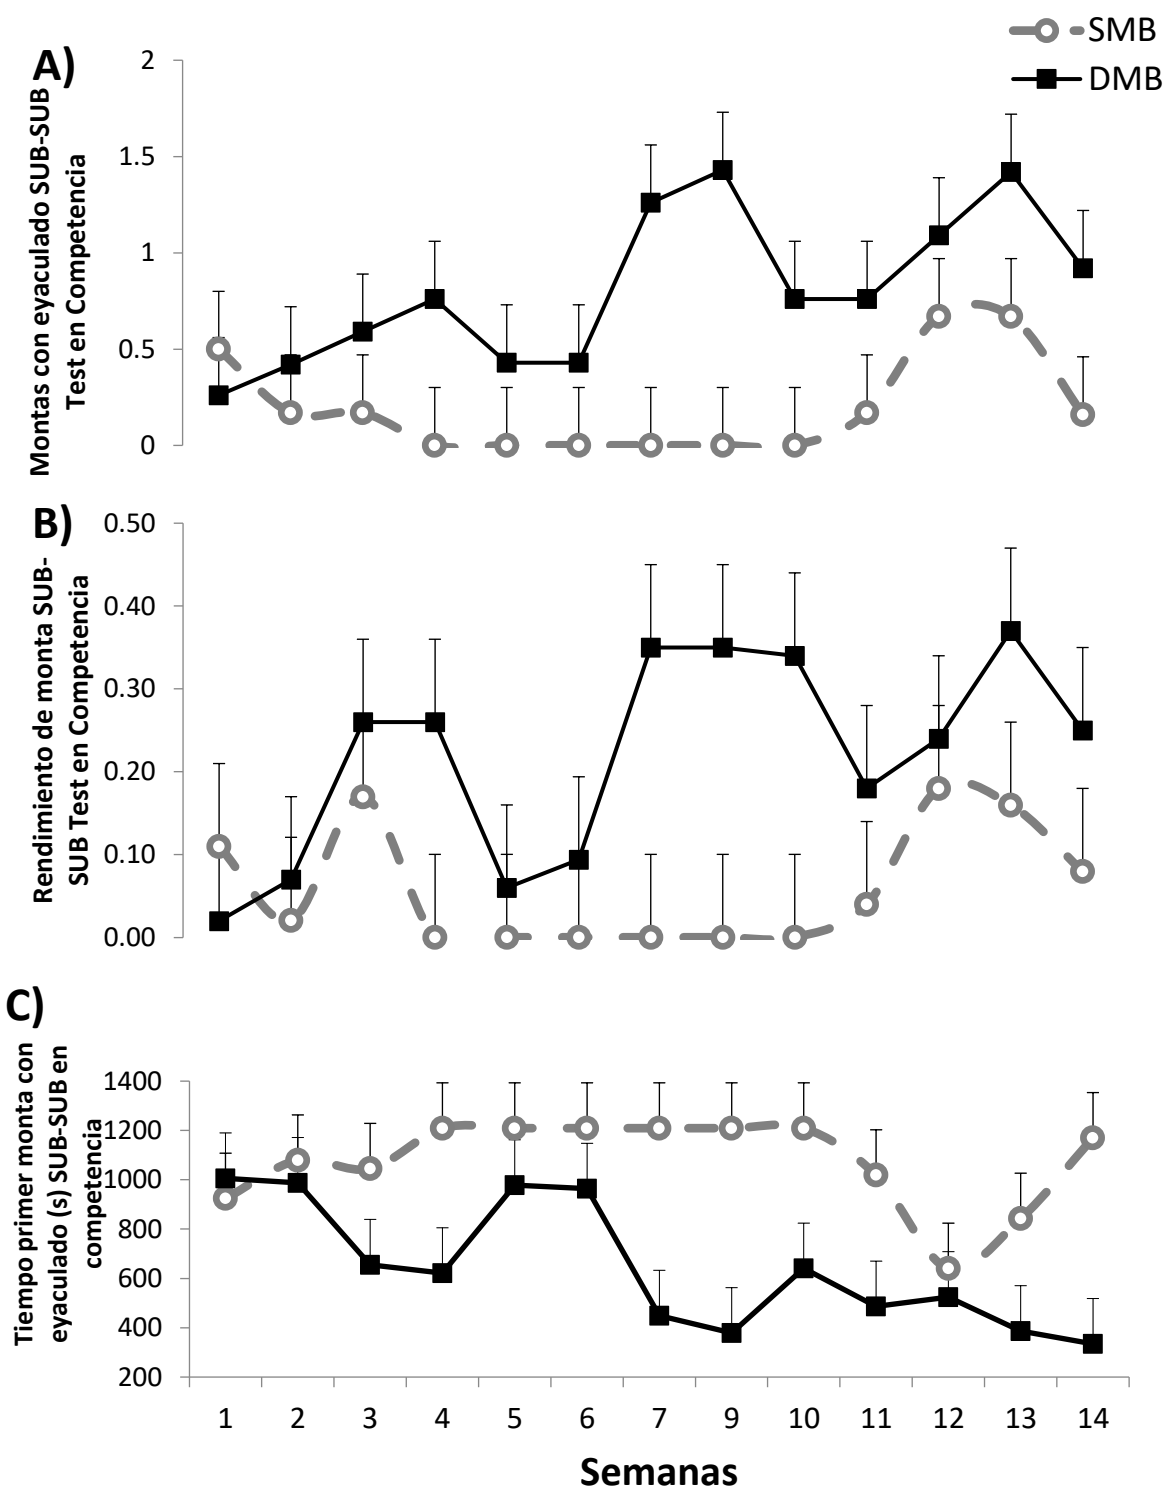 SMB
DMB
A)
Montas con eyaculado SUB-SUB
Test en Competencia
2
1.5
1
0.5
0
B)
Rendimiento de monta SUB-
SUB Test en Competencia
0.50
0.40
0.30
0.20
0.10
0.00
C)
Tiempo primer monta con
eyaculado (s) SUB-SUB en
competencia
1400
1200
1000
800
600
400
200
1 2 3 4 5 6 7 9 10 11 12 13 14
Semanas